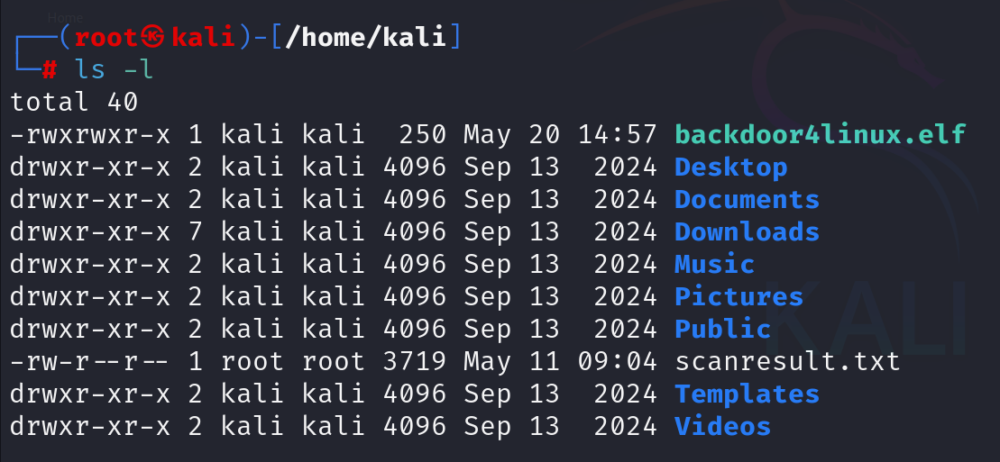 Home
┌──(root㉿kali)-[/home/kali]
└─# ls -l
total 40
-rwxrwxr-x 1 kali kali  250 May 20 14:57 backdoor4linux.elf
drwxr-xr-x 2 kali kali 4096 Sep 13  2024 Desktop
drwxr-xr-x 2 kali kali 4096 Sep 13  2024 Documents
drwxr-xr-x 7 kali kali 4096 Sep 13  2024 Downloads
drwxr-xr-x 2 kali kali 4096 Sep 13  2024 Music
drwxr-xr-x 2 kali kali 4096 Sep 13  2024 Pictures
drwxr-xr-x 2 kali kali 4096 Sep 13  2024 Public
-rw-r--r-- 1 root root 3719 May 11 09:04 scanresult.txt
drwxr-xr-x 2 kali kali 4096 Sep 13  2024 Templates
drwxr-xr-x 2 kali kali 4096 Sep 13  2024 Videos
KALI